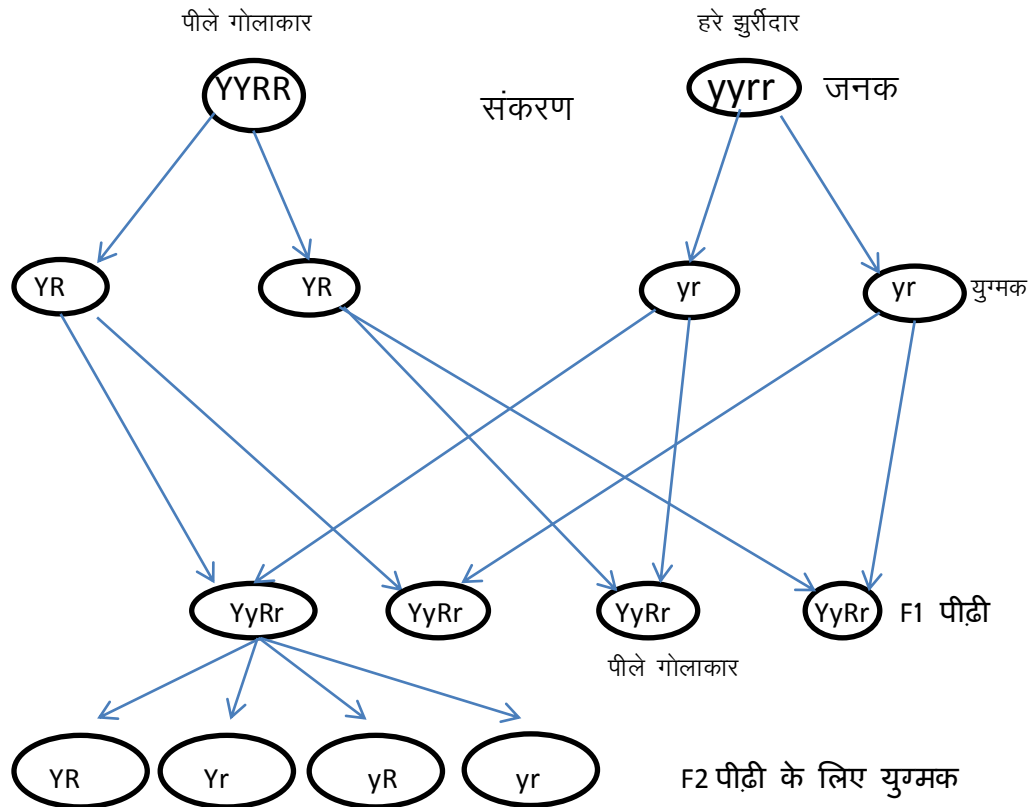 पीले गोलाकार
हरे झुर्रीदार
YYRR
संकरण
yyrr
जनक
YR
YR
yr
yr
युग्मक
YyRr
YyRr
YyRr
YyRr
F1 पीढ़ी
पीले गोलाकार
YR
Yr
yR
yr
F2 पीढ़ी के लिए युग्मक